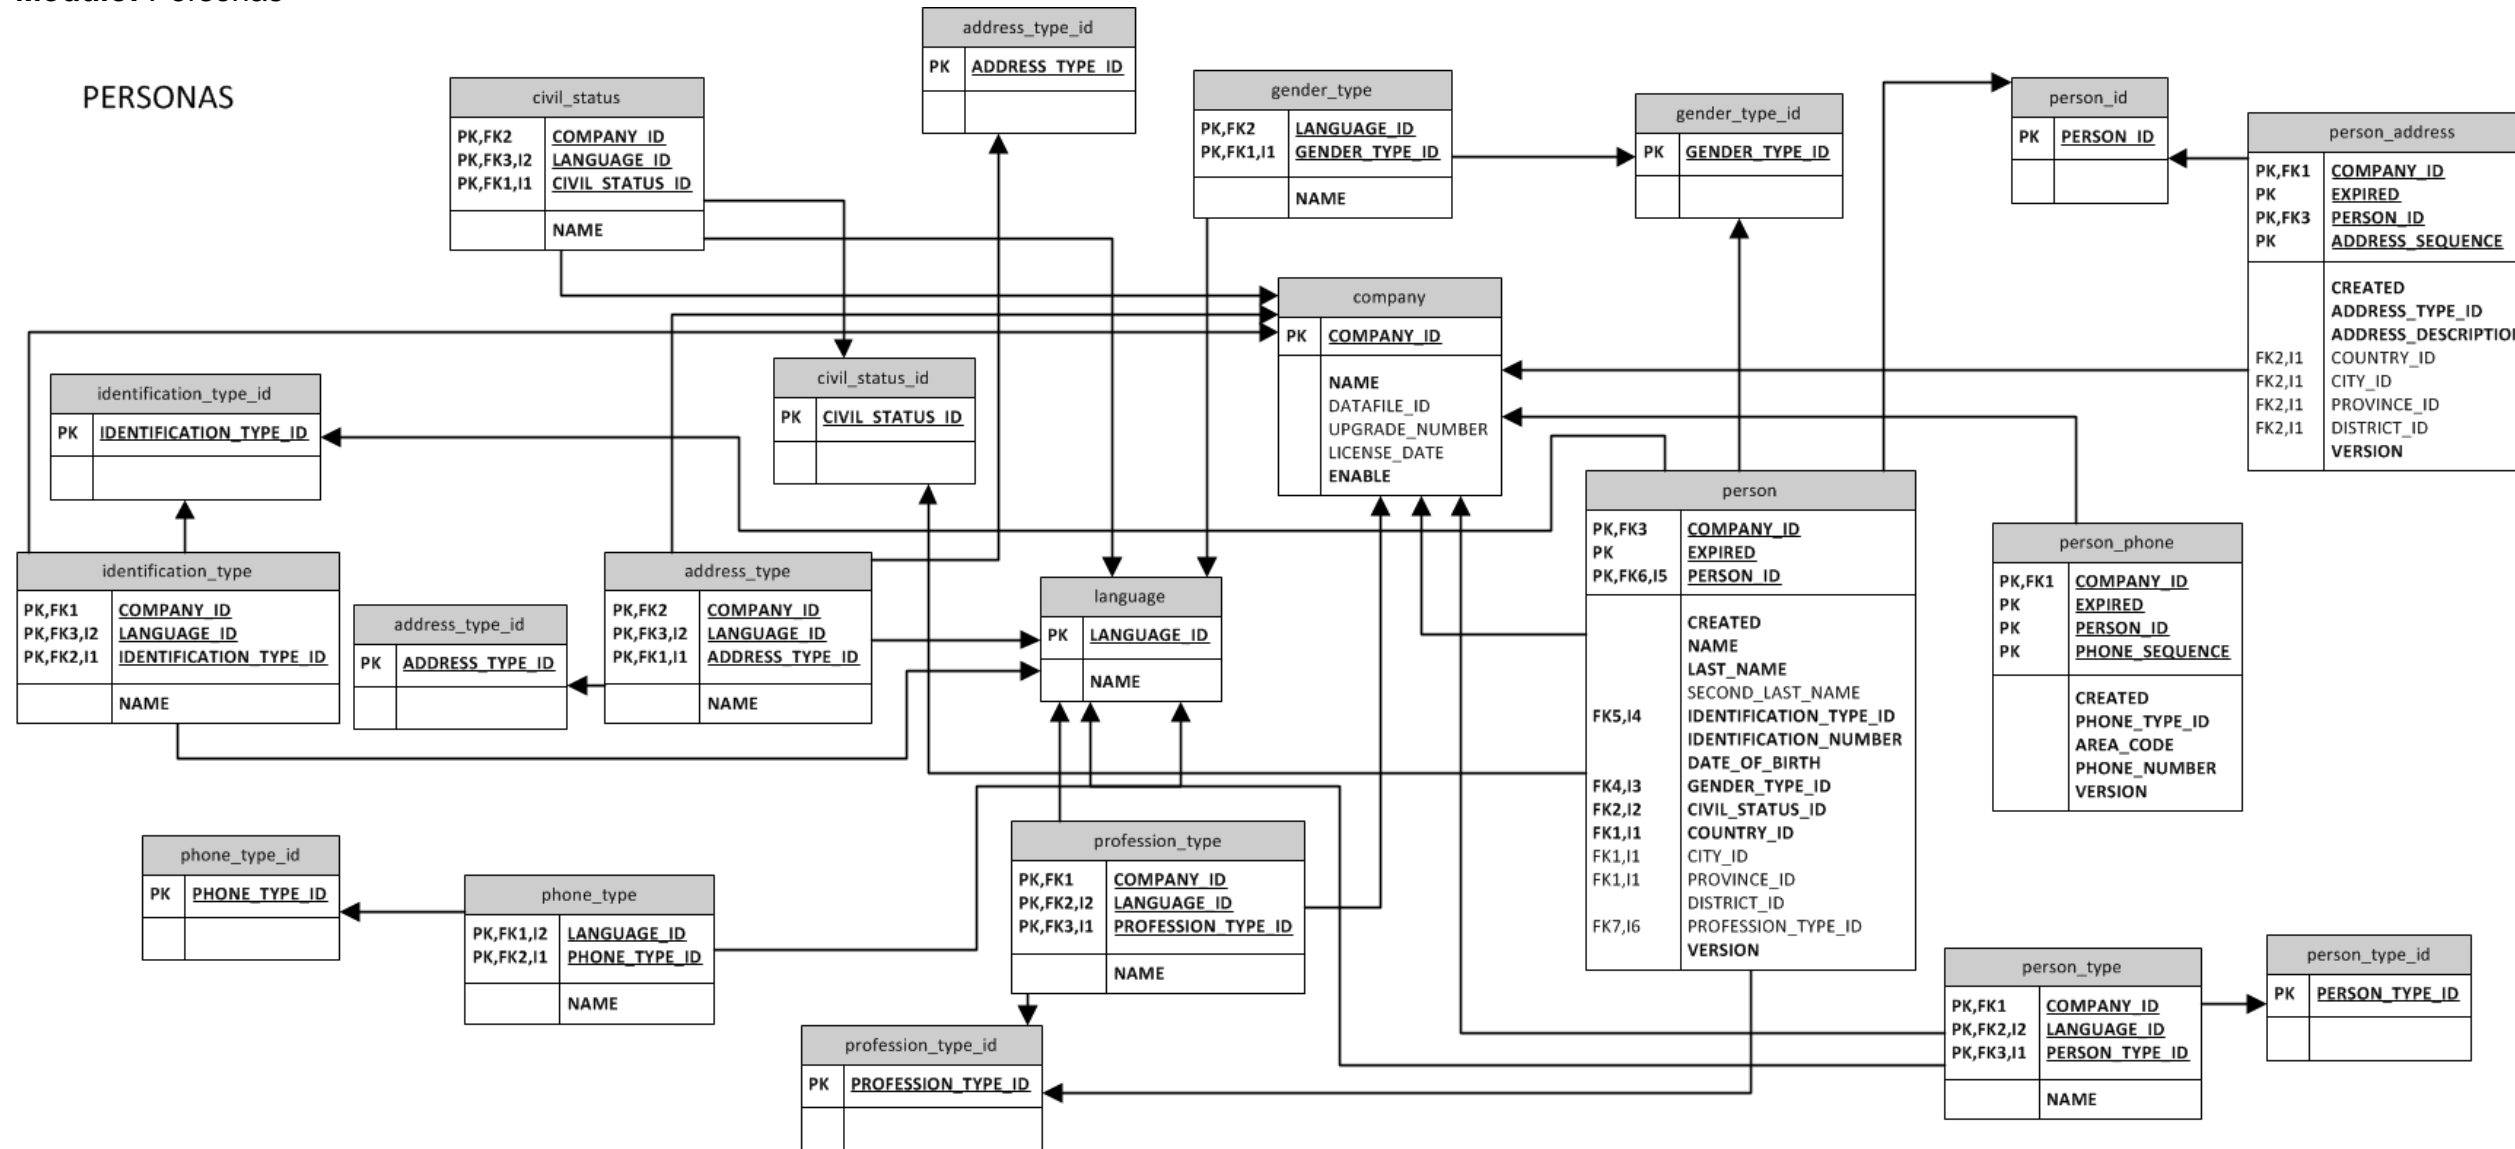 PERSONAS
address_type_id
PK ADDRESS_TYPE_ID
civil_status
PK,FK2 COMPANY_ID
PK,FK3,I2 LANGUAGE_ID
PK,FK1,I1 CIVIL_STATUS_ID
NAME
gender_type
PK,FK2 LANGUAGE_ID
PK,FK1,I1 GENDER_TYPE_ID
NAME
gender_type_id
PK GENDER_TYPE_ID
person_id
PK PERSON_ID
person_address
PK,FK1 COMPANY_ID
PK EXPIRED
PK,FK3 PERSON_ID
PK ADDRESS_SEQUENCE
CREATED
ADDRESS_TYPE_ID
ADDRESS_DESCRIPTION
FK2,I1 COUNTRY_ID
FK2,I1 CITY_ID
FK2,I1 PROVINCE_ID
FK2,I1 DISTRICT_ID
VERSION
company
PK COMPANY_ID
NAME
DATAFILE_ID
UPGRADE_NUMBER
LICENSE_DATE
ENABLE
identification_type_id
PK IDENTIFICATION_TYPE_ID
civil_status_id
PK CIVIL_STATUS_ID
identification_type
PK,FK1 COMPANY_ID
PK,FK3,I2 LANGUAGE_ID
PK,FK2,I1 IDENTIFICATION_TYPE_ID
NAME
address_type_id
PK ADDRESS_TYPE_ID
address_type
PK,FK2 COMPANY_ID
PK,FK3,I2 LANGUAGE_ID
PK,FK1,I1 ADDRESS_TYPE_ID
NAME
language
PK LANGUAGE_ID
NAME
person
PK,FK3 COMPANY_ID
PK EXPIRED
PK,FK6,I5 PERSON_ID
CREATED
NAME
LAST_NAME
SECOND_LAST_NAME
FK5,I4 IDENTIFICATION_TYPE_ID
IDENTIFICATION_NUMBER
DATE_OF_BIRTH
FK4,I3 GENDER_TYPE_ID
FK2,I2 CIVIL_STATUS_ID
FK1,I1 COUNTRY_ID
FK1,I1 CITY_ID
FK1,I1 PROVINCE_ID
DISTRICT_ID
FK7,I6 PROFESSION_TYPE_ID
VERSION
person_phone
PK,FK1 COMPANY_ID
PK EXPIRED
PK PERSON_ID
PK PHONE_SEQUENCE
CREATED
PHONE_TYPE_ID
AREA_CODE
PHONE_NUMBER
VERSION
phone_type_id
PK PHONE_TYPE_ID
phone_type
PK,FK1,I2 LANGUAGE_ID
PK,FK2,I1 PHONE_TYPE_ID
NAME
profession_type
PK,FK1 COMPANY_ID
PK,FK2,I2 LANGUAGE_ID
PK,FK3,I1 PROFESSION_TYPE_ID
NAME
profession_type_id
PK PROFESSION_TYPE_ID
person_type
PK,FK1 COMPANY_ID
PK,FK2,I2 LANGUAGE_ID
PK,FK3,I1 PERSON_TYPE_ID
NAME
person_type_id
PK PERSON_TYPE_ID